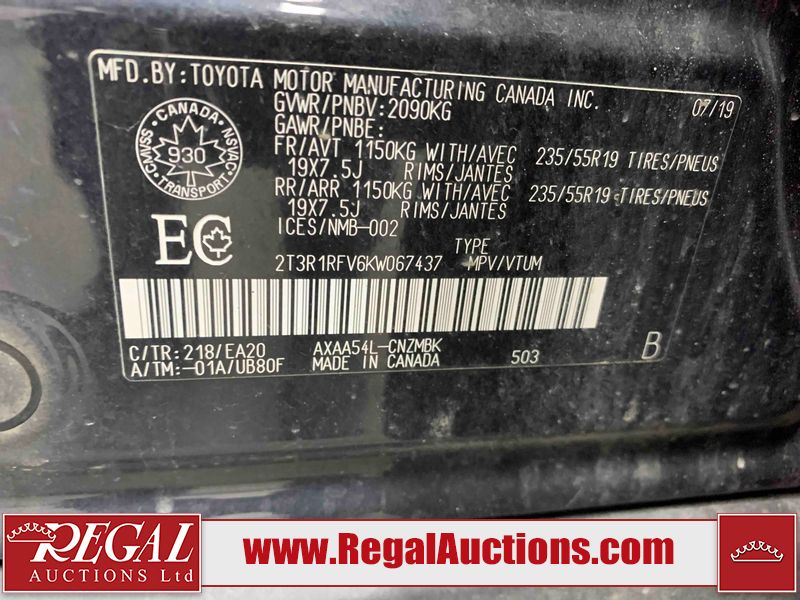 MFD.BY:TOYOTA MOTOR MANUFACTURING CANADA INC. 07/19
GVWR/PNBV:2090KG
GAWR/PNBE:
FR/AVT 1150KG WITH/AVEC 235/55R19 TIRES/PNEUS
19X7.5J RIMS/JANTES
RR/ARR 1150KG WITH/AVEC 235/55R19 TIRES/PNEUS
19X7.5J RIMS/JANTES
ICES/NMB-002
CANADA
CMVSS 930 NSVAC
TRANSPORT
EC
TYPE
2T3R1RFV6KW067437 MPV/VTUM
C/TR:218/EA20 AXAA54L-CNZMBK
A/TM:-01A/UB80F MADE IN CANADA 503 B
REGAL
AUCTIONS Ltd
www.RegalAuctions.com